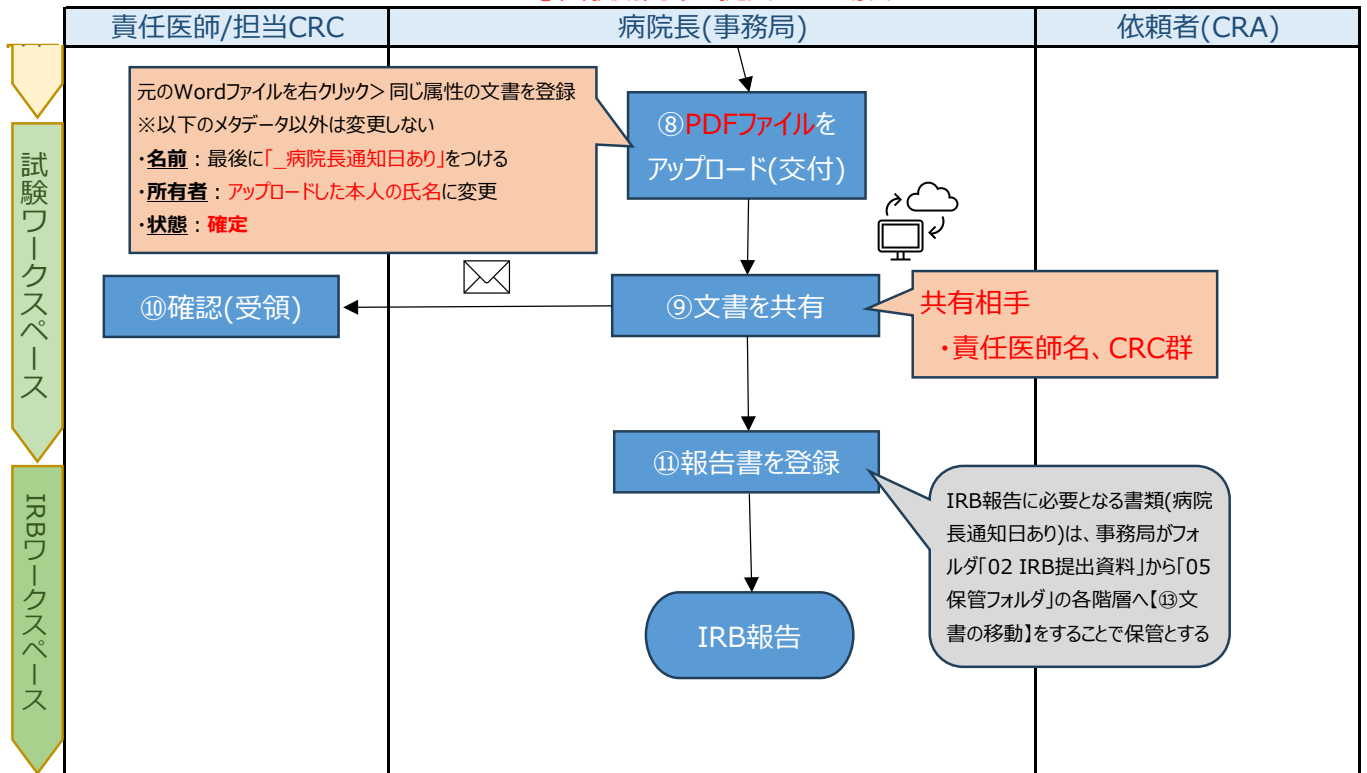 責任医師/担当CRC
病院長(事務局)
依頼者(CRA)
試験ワークスペース
元のWordファイルを右クリック＞同じ属性の文書を登録
※以下のメタデータ以外は変更しない
・名前：最後に「_病院長通知日あり」をつける
・所有者：アップロードした本人の氏名に変更
・状態：確定
⑧PDFファイルを
アップロード(交付)
⑩確認(受領)
⑨文書を共有
共有相手
・責任医師名、CRC群
IRBワークスペース
⑪報告書を登録
IRB報告に必要となる書類(病院
長通知日あり)は、事務局がフォ
ルダ「02 IRB提出資料」から「05
保管フォルダ」の各階層へ【⑬文
書の移動】をすることで保管とする
IRB報告